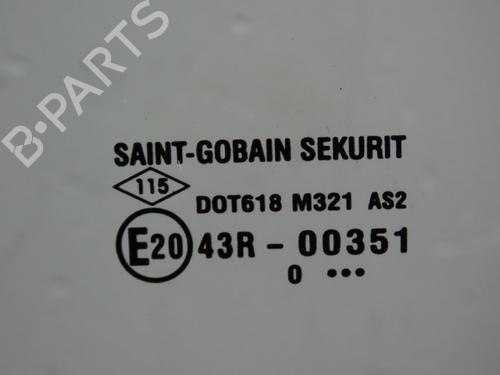 B-PARTS
SAINT-GOBAIN SEKURIT
115
DOT618 M321 AS2
E20 43R - 00351
0 •••